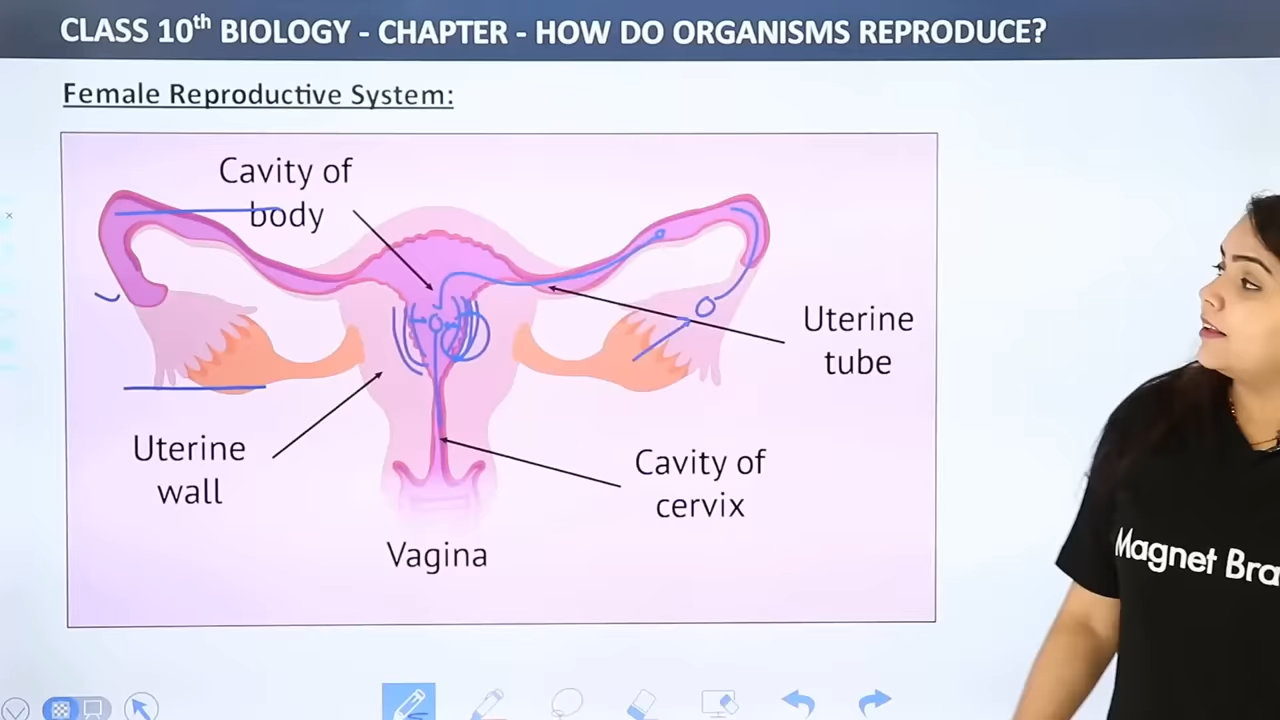 CLASS 10th BIOLOGY - CHAPTER - HOW DO ORGANISMS REPRODUCE?
Female Reproductive System:
Cavity of
body
Uterine
tube
Uterine
wall
Cavity of
cervix
Vagina
Magnet Bra